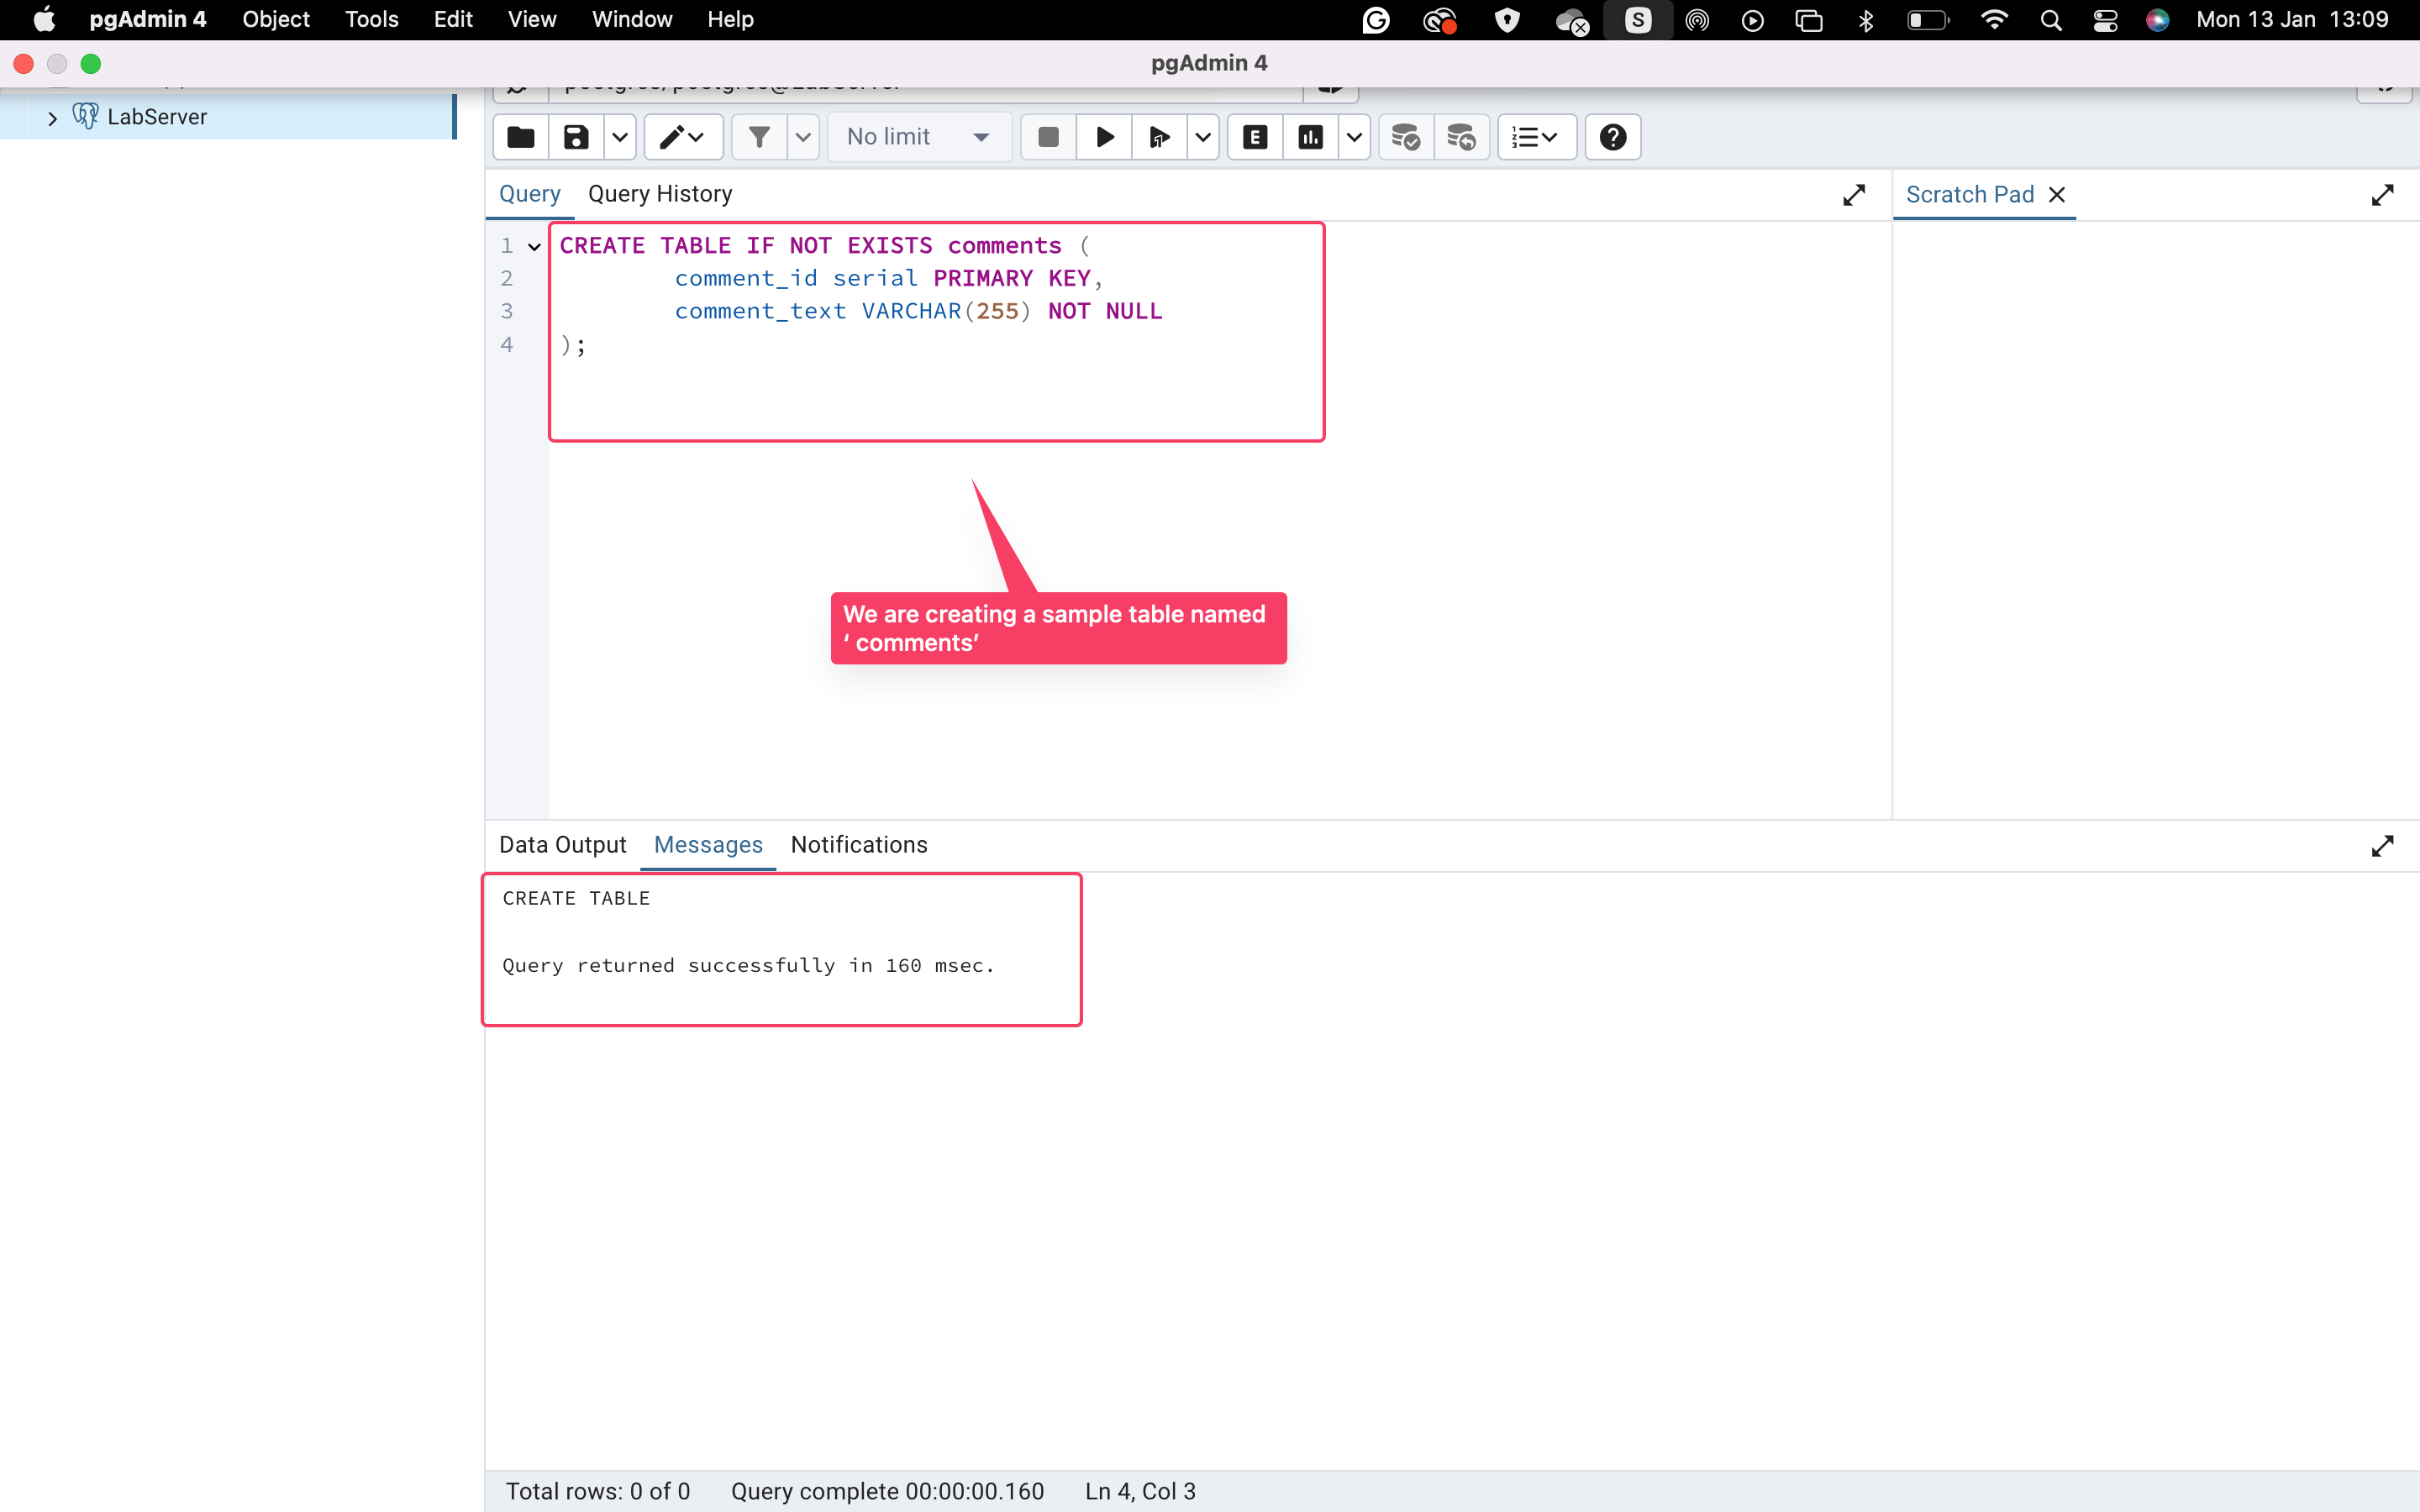 pgAdmin 4 Object Tools Edit View Window Help S Mon 13 Jan 13:09
pgAdmin 4
LabServer
postgres/postgres@LabServer
No limit E
Query Query History Scratch Pad
1 CREATE TABLE IF NOT EXISTS comments (
2 comment_id serial PRIMARY KEY,
3 comment_text VARCHAR(255) NOT NULL
4 );
We are creating a sample table named
‘ comments’
Data Output Messages Notifications
CREATE TABLE
Query returned successfully in 160 msec.
Total rows: 0 of 0 Query complete 00:00:00.160 Ln 4, Col 3